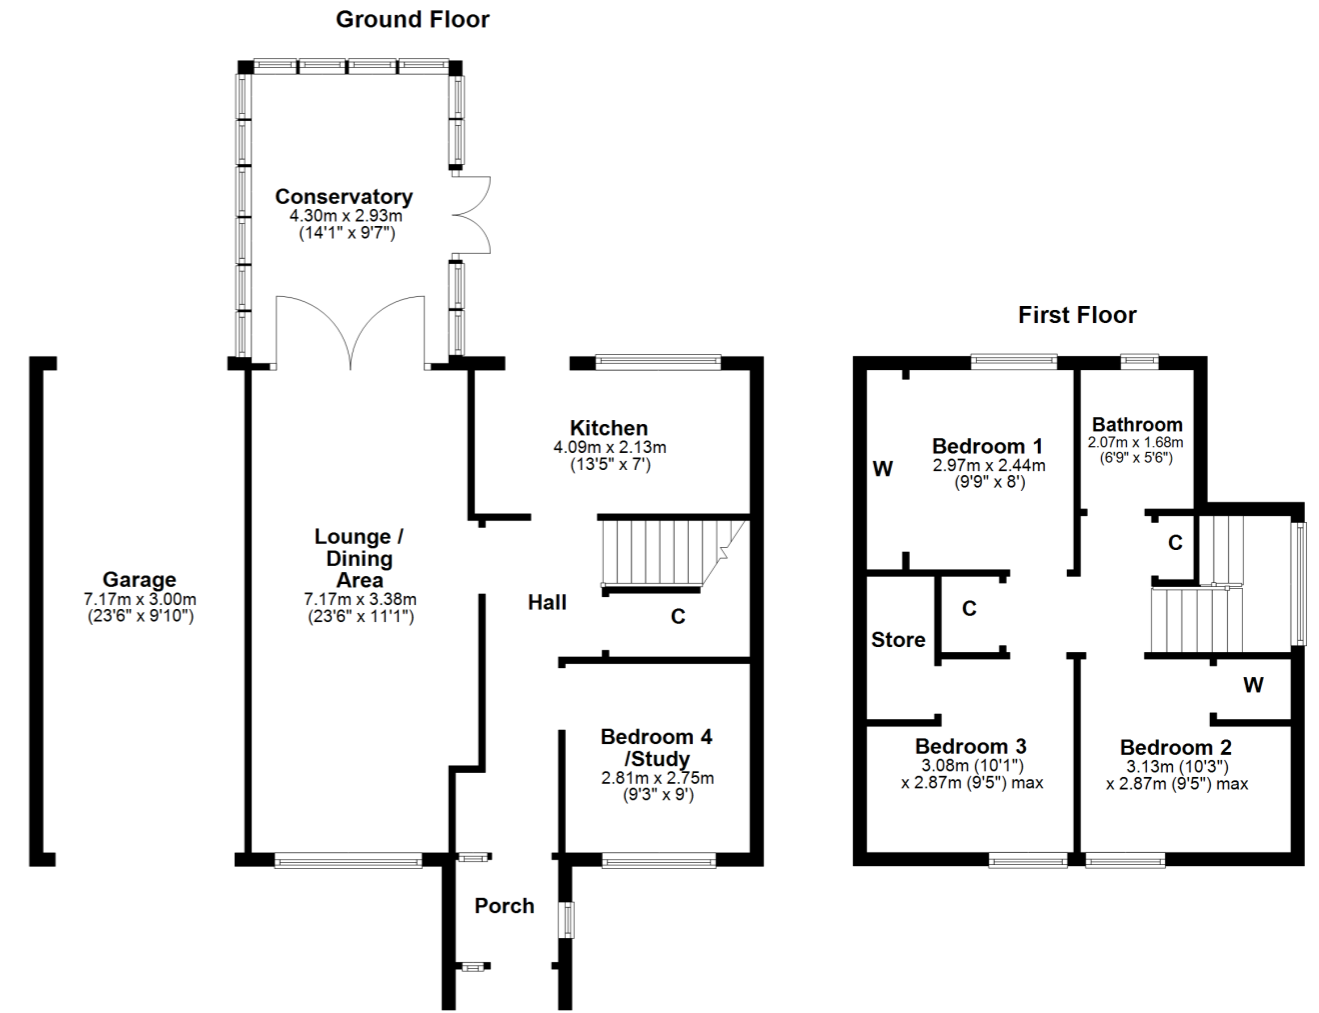 Ground Floor
Conservatory
4.30m x 2.93m
(14'1" x 9'7")
Kitchen
4.09m x 2.13m
(13'5" x 7')
Lounge /
Dining
Area
7.17m x 3.38m
(23'6" x 11'1")
Garage
7.17m x 3.00m
(23'6" x 9'10")
Hall
C
Bedroom 4
/Study
2.81m x 2.75m
(9'3" x 9')
Porch
First Floor
Bedroom 1
2.97m x 2.44m
(9'9" x 8')
W
Bathroom
2.07m x 1.68m
(6'9" x 5'6")
C
C
Store
W
Bedroom 3
3.08m (10'1")
x 2.87m (9'5") max
Bedroom 2
3.13m (10'3")
x 2.87m (9'5") max